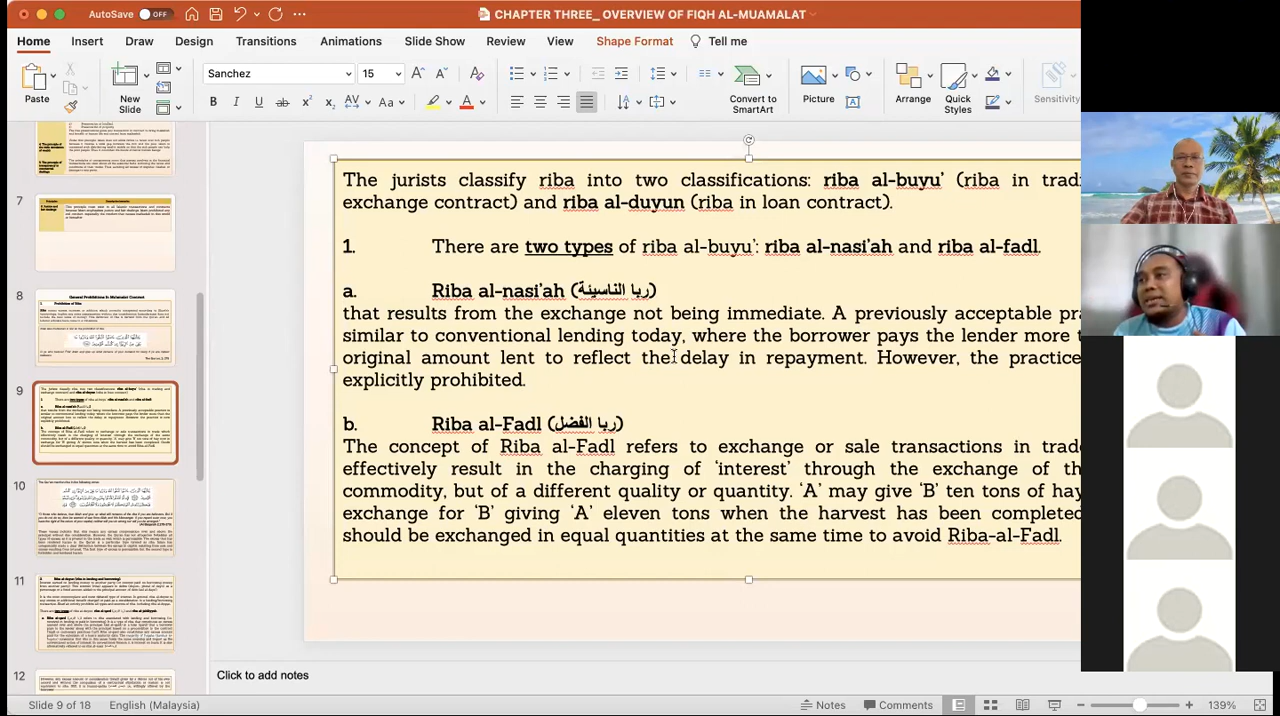 AutoSave OFF
CHAPTER THREE_ OVERVIEW OF FIQH AL-MUAMALAT
Home Insert Draw Design Transitions Animations Slide Show Review View Shape Format Tell me
Paste
New Slide
Sanchez 15
Convert to SmartArt
Picture
Arrange
Quick Styles
Sensitivity
7
8
9
10
11
12
The jurists classify riba into two classifications: riba al-buyu’ (riba in trad
exchange contract) and riba al-duyun (riba in loan contract).
1. There are two types of riba al-buyu’: riba al-nasi’ah and riba al-fadl.
a. Riba al-nasi’ah (ربا الناسيئة)
that results from the exchange not being immediate. A previously acceptable pra
similar to conventional lending today, where the borrower pays the lender more t
original amount lent to reflect the delay in repayment. However, the practice
explicitly prohibited.
b. Riba al-Fadl (ربا الفضل)
The concept of Riba al-Fadl refers to exchange or sale transactions in trade
effectively result in the charging of ‘interest’ through the exchange of th
commodity, but of a different quality or quantity. ‘A’ may give ‘B’ ten tons of hay
exchange for ‘B’ giving ‘A’ eleven tons when the harvest has been completed
should be exchanged in equal quantities at the same time to avoid Riba-al-Fadl.
Click to add notes
Slide 9 of 18 English (Malaysia) Notes Comments 139%